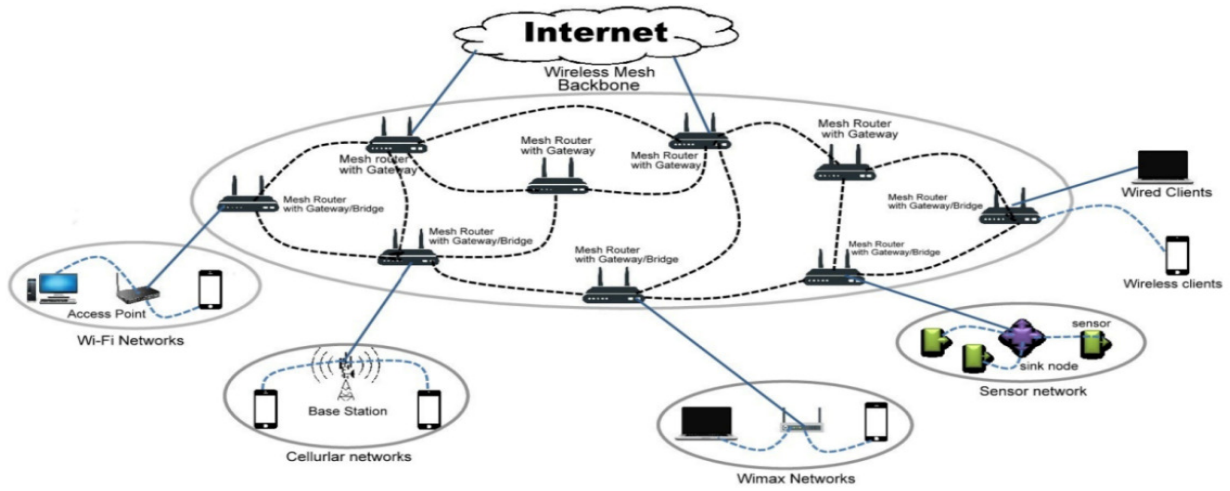 Internet
Wireless Mesh
Backbone
Mesh router
with Gateway
Mesh Router
with Gateway
Mesh Router
with Gateway
Mesh Router
with Gateway
Mesh Router
with Gateway/Bridge
Mesh Router
with Gateway/Bridge
Mesh Router
with Gateway/Bridge
Mesh Router
with Gateway/Bridge
Mesh Router
with Gateway/Bridge
Wired Clients
Wireless clients
Access Point
Wi-Fi Networks
Base Station
Cellurlar networks
Wimax Networks
sensor
sink node
Sensor network